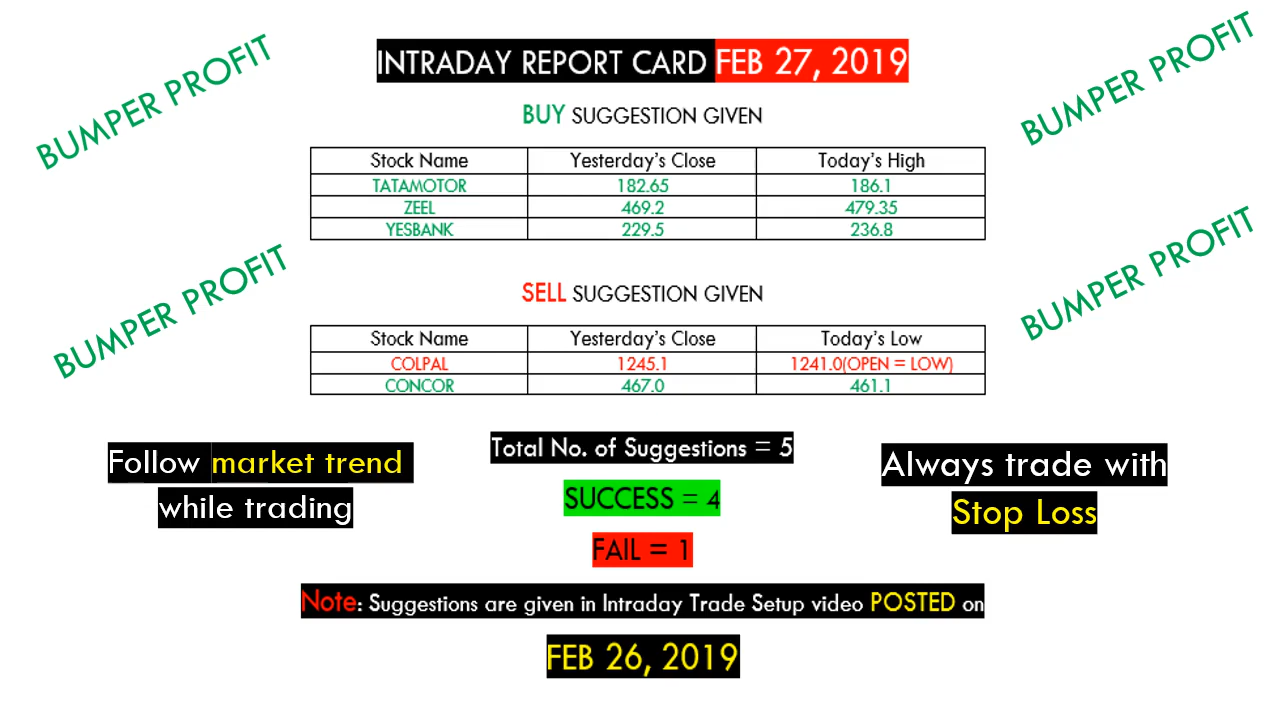 INTRADAY REPORT CARD FEB 27, 2019
BUMPER PROFIT
BUMPER PROFIT
BUY SUGGESTION GIVEN
Stock Name Yesterday's Close Today's High
TATAMOTOR 182.65 186.1
ZEEL 469.2 479.35
YESBANK 229.5 236.8
BUMPER PROFIT
BUMPER PROFIT
SELL SUGGESTION GIVEN
Stock Name Yesterday's Close Today's Low
COLPAL 1245.1 1241.0(OPEN = LOW)
CONCOR 467.0 461.1
Follow market trend
while trading
Total No. of Suggestions = 5
SUCCESS = 4
FAIL = 1
Always trade with
Stop Loss
Note: Suggestions are given in Intraday Trade Setup video POSTED on
FEB 26, 2019